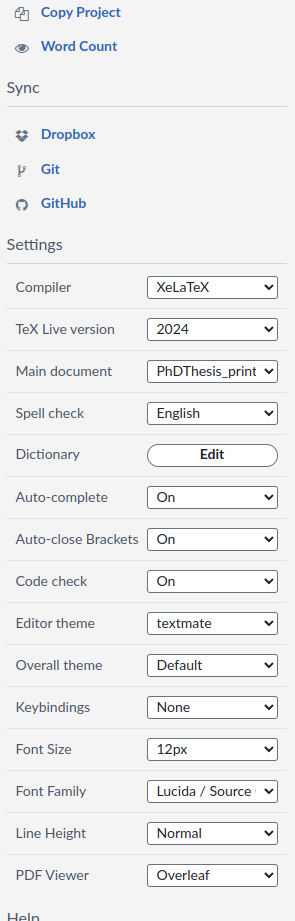 Copy Project
Word Count
Sync
Dropbox
Git
GitHub
Settings
Compiler XeLaTeX
TeX Live version 2024
Main document PhDThesis_print
Spell check English
Dictionary Edit
Auto-complete On
Auto-close Brackets On
Code check On
Editor theme textmate
Overall theme Default
Keybindings None
Font Size 12px
Font Family Lucida / Source
Line Height Normal
PDF Viewer Overleaf
Help